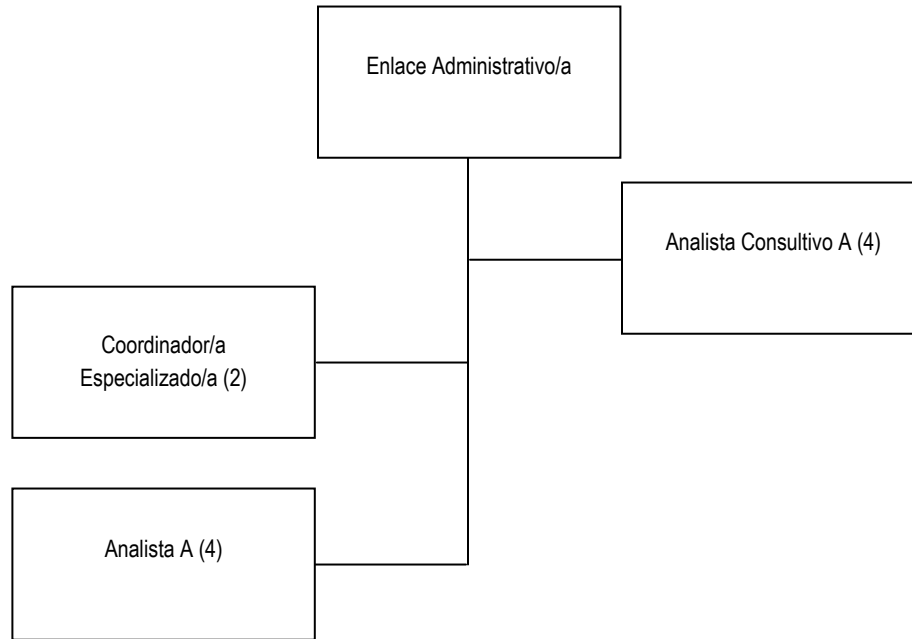 Enlace Administrativo/a
Analista Consultivo A (4)
Coordinador/a
Especializado/a (2)
Analista A (4)